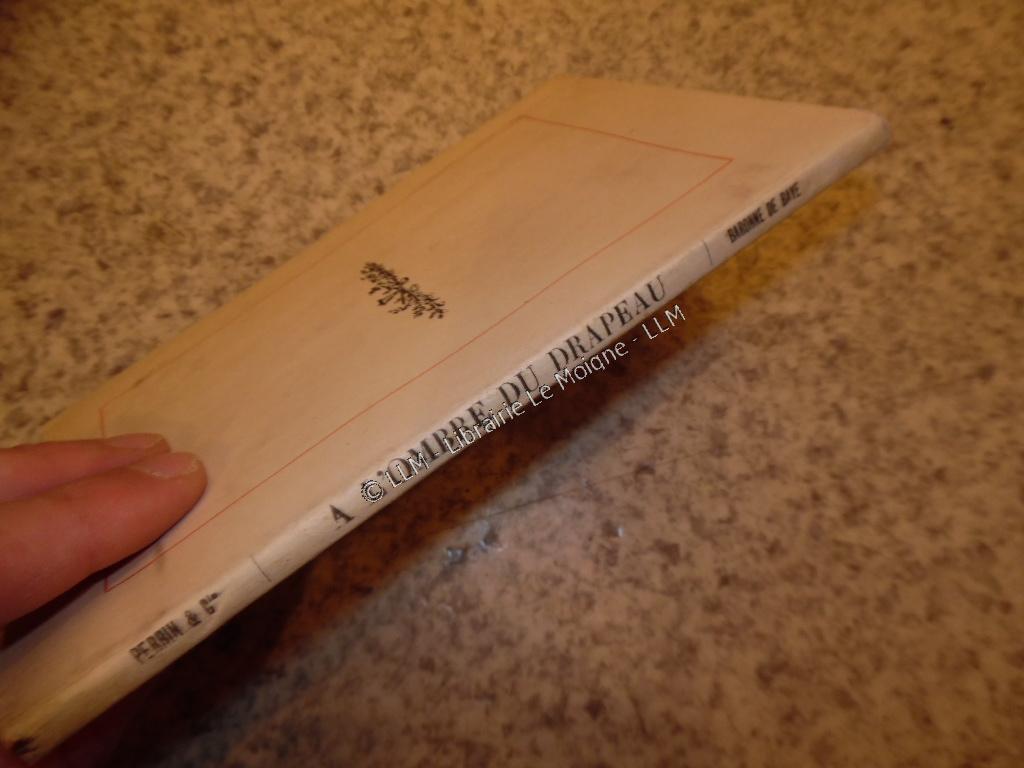 PERRIN & Cie
A L'OMBRE DU DRAPEAU
BARONNE DE BAYE
© LLM - Librairie Le Moigne - LLM